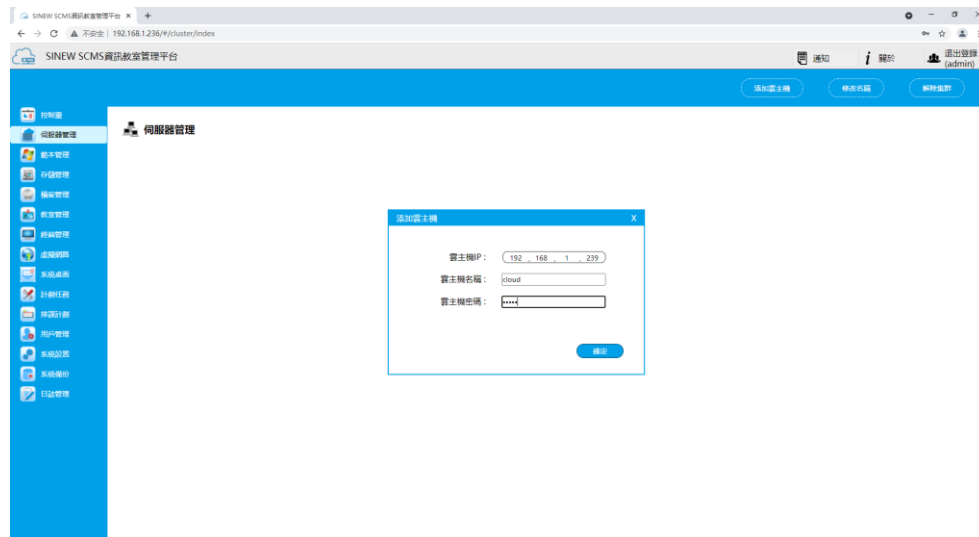 SINEW SCMS資訊教室管理平台
不安全 | 192.168.1.236/#/cluster/index
SINEW SCMS資訊教室管理平台
通知
關於
退出登錄
(admin)
添加雲主機
修改名稱
解除集群
控制臺
伺服器管理
範本管理
存儲管理
模板管理
教室管理
終端管理
虛擬網路
系統桌面
計劃任務
排課計劃
用戶管理
系統設置
系統備份
日誌管理
伺服器管理
添加雲主機 X
雲主機IP： 192 . 168 . 1 . 239
雲主機名稱： cloud
雲主機密碼： •••••
確定